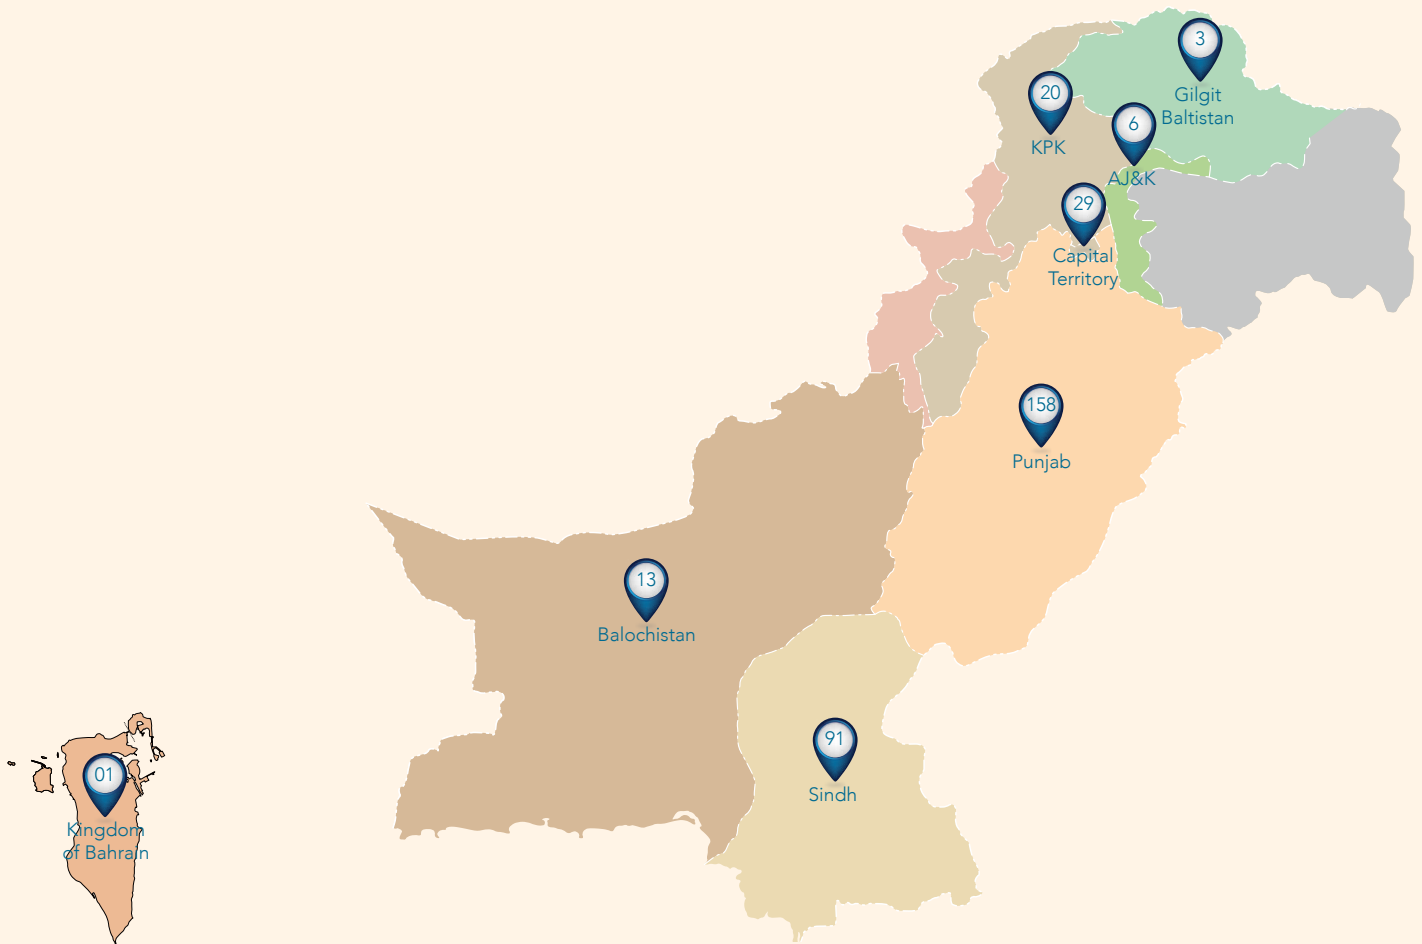 3
Gilgit
Baltistan
20
KPK
6
AJ&K
29
Capital
Territory
158
Punjab
13
Balochistan
91
Sindh
01
Kingdom
of Bahrain